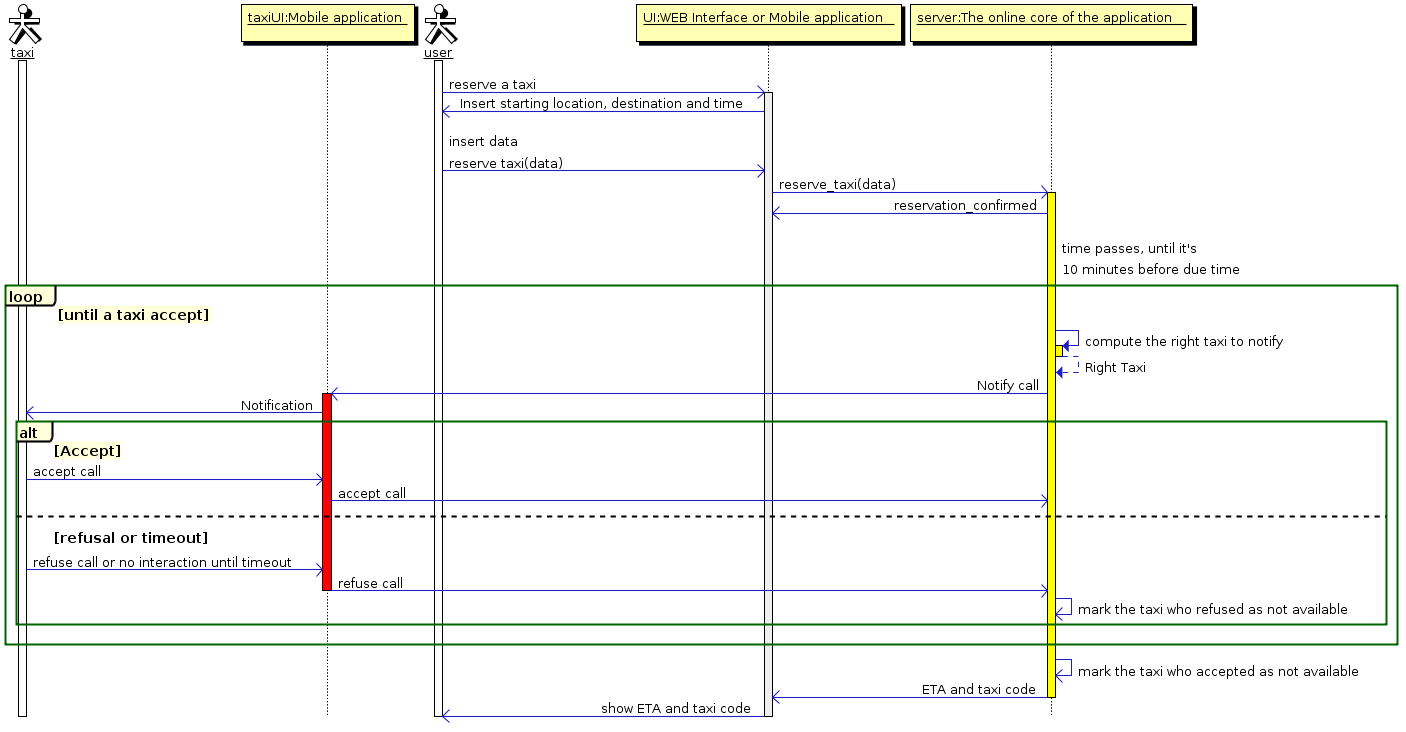 taxiUI:Mobile application
UI:WEB Interface or Mobile application
server:The online core of the application
taxi
user
reserve a taxi
Insert starting location, destination and time
insert data
reserve taxi(data)
reserve_taxi(data)
reservation_confirmed
time passes, until it's
10 minutes before due time
loop
[until a taxi accept]
compute the right taxi to notify
Right Taxi
Notify call
Notification
alt
[Accept]
accept call
accept call
[refusal or timeout]
refuse call or no interaction until timeout
refuse call
mark the taxi who refused as not available
mark the taxi who accepted as not available
ETA and taxi code
show ETA and taxi code